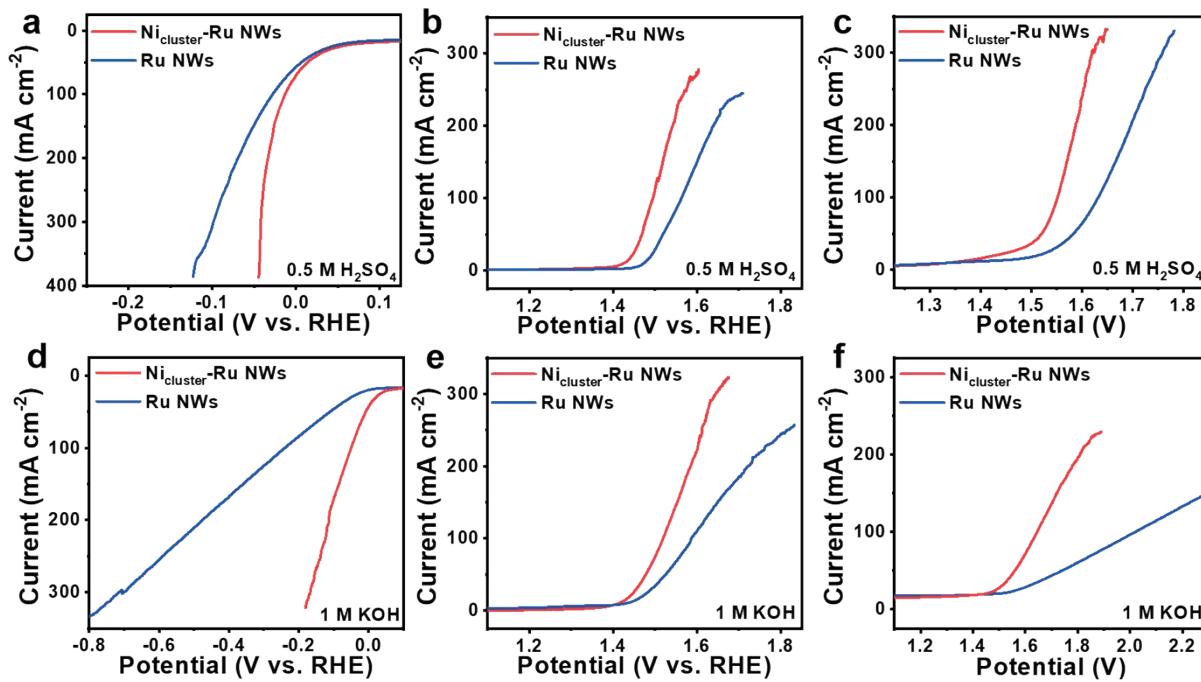 a
Ni_cluster-Ru NWs
Ru NWs
0
100
200
300
400
Current (mA cm⁻²)
0.5 M H₂SO₄
-0.2 -0.1 0.0 0.1
Potential (V vs. RHE)
b
Ni_cluster-Ru NWs
Ru NWs
300
200
100
0
Current (mA cm⁻²)
0.5 M H₂SO₄
1.2 1.4 1.6 1.8
Potential (V vs. RHE)
c
Ni_cluster-Ru NWs
Ru NWs
300
200
100
0
Current (mA cm⁻²)
0.5 M H₂SO₄
1.3 1.4 1.5 1.6 1.7 1.8
Potential (V)
d
Ni_cluster-Ru NWs
Ru NWs
0
100
200
300
Current (mA cm⁻²)
1 M KOH
-0.8 -0.6 -0.4 -0.2 0.0
Potential (V vs. RHE)
e
Ni_cluster-Ru NWs
Ru NWs
300
200
100
0
Current (mA cm⁻²)
1 M KOH
1.2 1.4 1.6 1.8
Potential (V vs. RHE)
f
Ni_cluster-Ru NWs
Ru NWs
300
200
100
0
Current (mA cm⁻²)
1 M KOH
1.2 1.4 1.6 1.8 2.0 2.2
Potential (V)